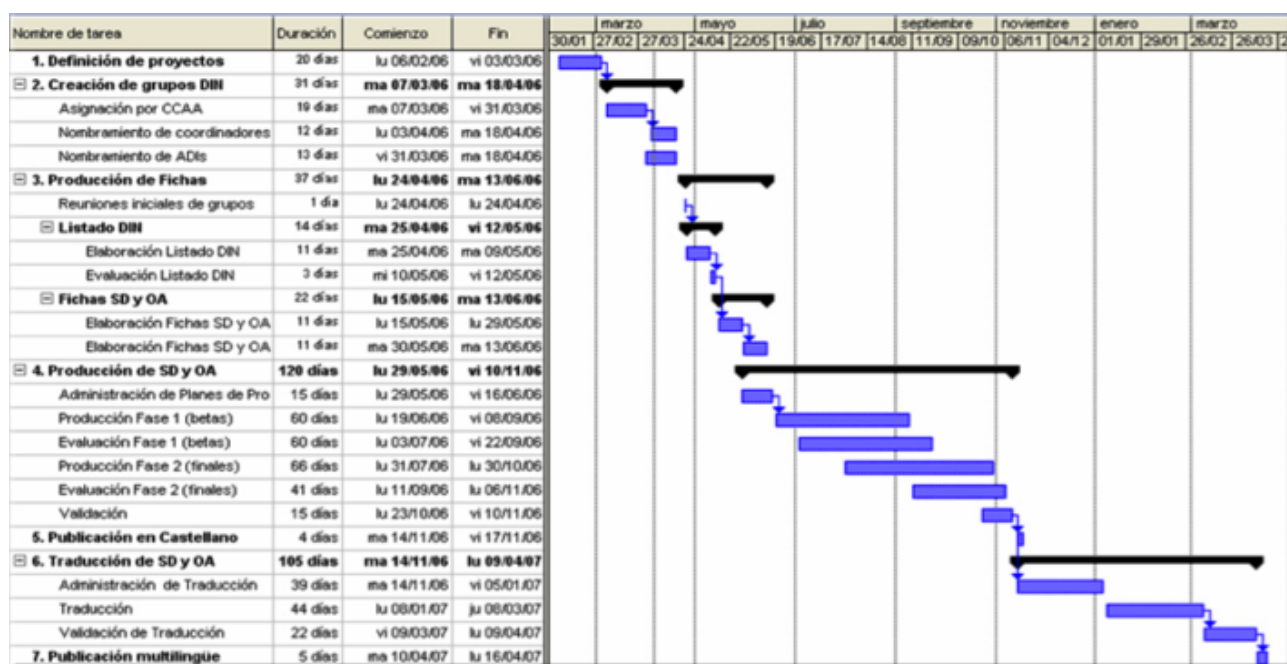 marzo mayo julio septiembre noviembre enero marzo
Nombre de tarea Duración Comienzo Fin 30/01 27/02 27/03 24/04 22/05 19/06 17/07 14/08 11/09 09/10 06/11 04/12 01/01 29/01 26/02 26/03
1. Definición de proyectos 20 días lu 06/02/06 vi 03/03/06
2. Creación de grupos DIN 31 días ma 07/03/06 ma 18/04/06
Asignación por CCAA 19 días ma 07/03/06 vi 31/03/06
Nombramiento de coordinadores 12 días lu 03/04/06 ma 18/04/06
Nombramiento de ADIs 13 días vi 31/03/06 ma 18/04/06
3. Producción de Fichas 37 días lu 24/04/06 ma 13/06/06
Reuniones iniciales de grupos 1 día lu 24/04/06 lu 24/04/06
Listado DIN 14 días ma 25/04/06 vi 12/05/06
Elaboración Listado DIN 11 días ma 25/04/06 ma 09/05/06
Evaluación Listado DIN 3 días mi 10/05/06 vi 12/05/06
Fichas SD y OA 22 días lu 15/05/06 ma 13/06/06
Elaboración Fichas SD y OA 11 días lu 15/05/06 lu 29/05/06
Elaboración Fichas SD y OA 11 días ma 30/05/06 ma 13/06/06
4. Producción de SD y OA 120 días lu 29/05/06 vi 10/11/06
Administración de Planes de Pro 15 días lu 29/05/06 vi 16/06/06
Producción Fase 1 (betas) 60 días lu 19/06/06 vi 08/09/06
Evaluación Fase 1 (betas) 60 días lu 03/07/06 vi 22/09/06
Producción Fase 2 (finales) 66 días lu 31/07/06 lu 30/10/06
Evaluación Fase 2 (finales) 41 días lu 11/09/06 lu 06/11/06
Validación 15 días lu 23/10/06 vi 10/11/06
5. Publicación en Castellano 4 días ma 14/11/06 vi 17/11/06
6. Traducción de SD y OA 105 días ma 14/11/06 lu 09/04/07
Administración de Traducción 39 días ma 14/11/06 vi 05/01/07
Traducción 44 días lu 08/01/07 ju 08/03/07
Validación de Traducción 22 días vi 09/03/07 lu 09/04/07
7. Publicación multilingüe 5 días ma 10/04/07 lu 16/04/07